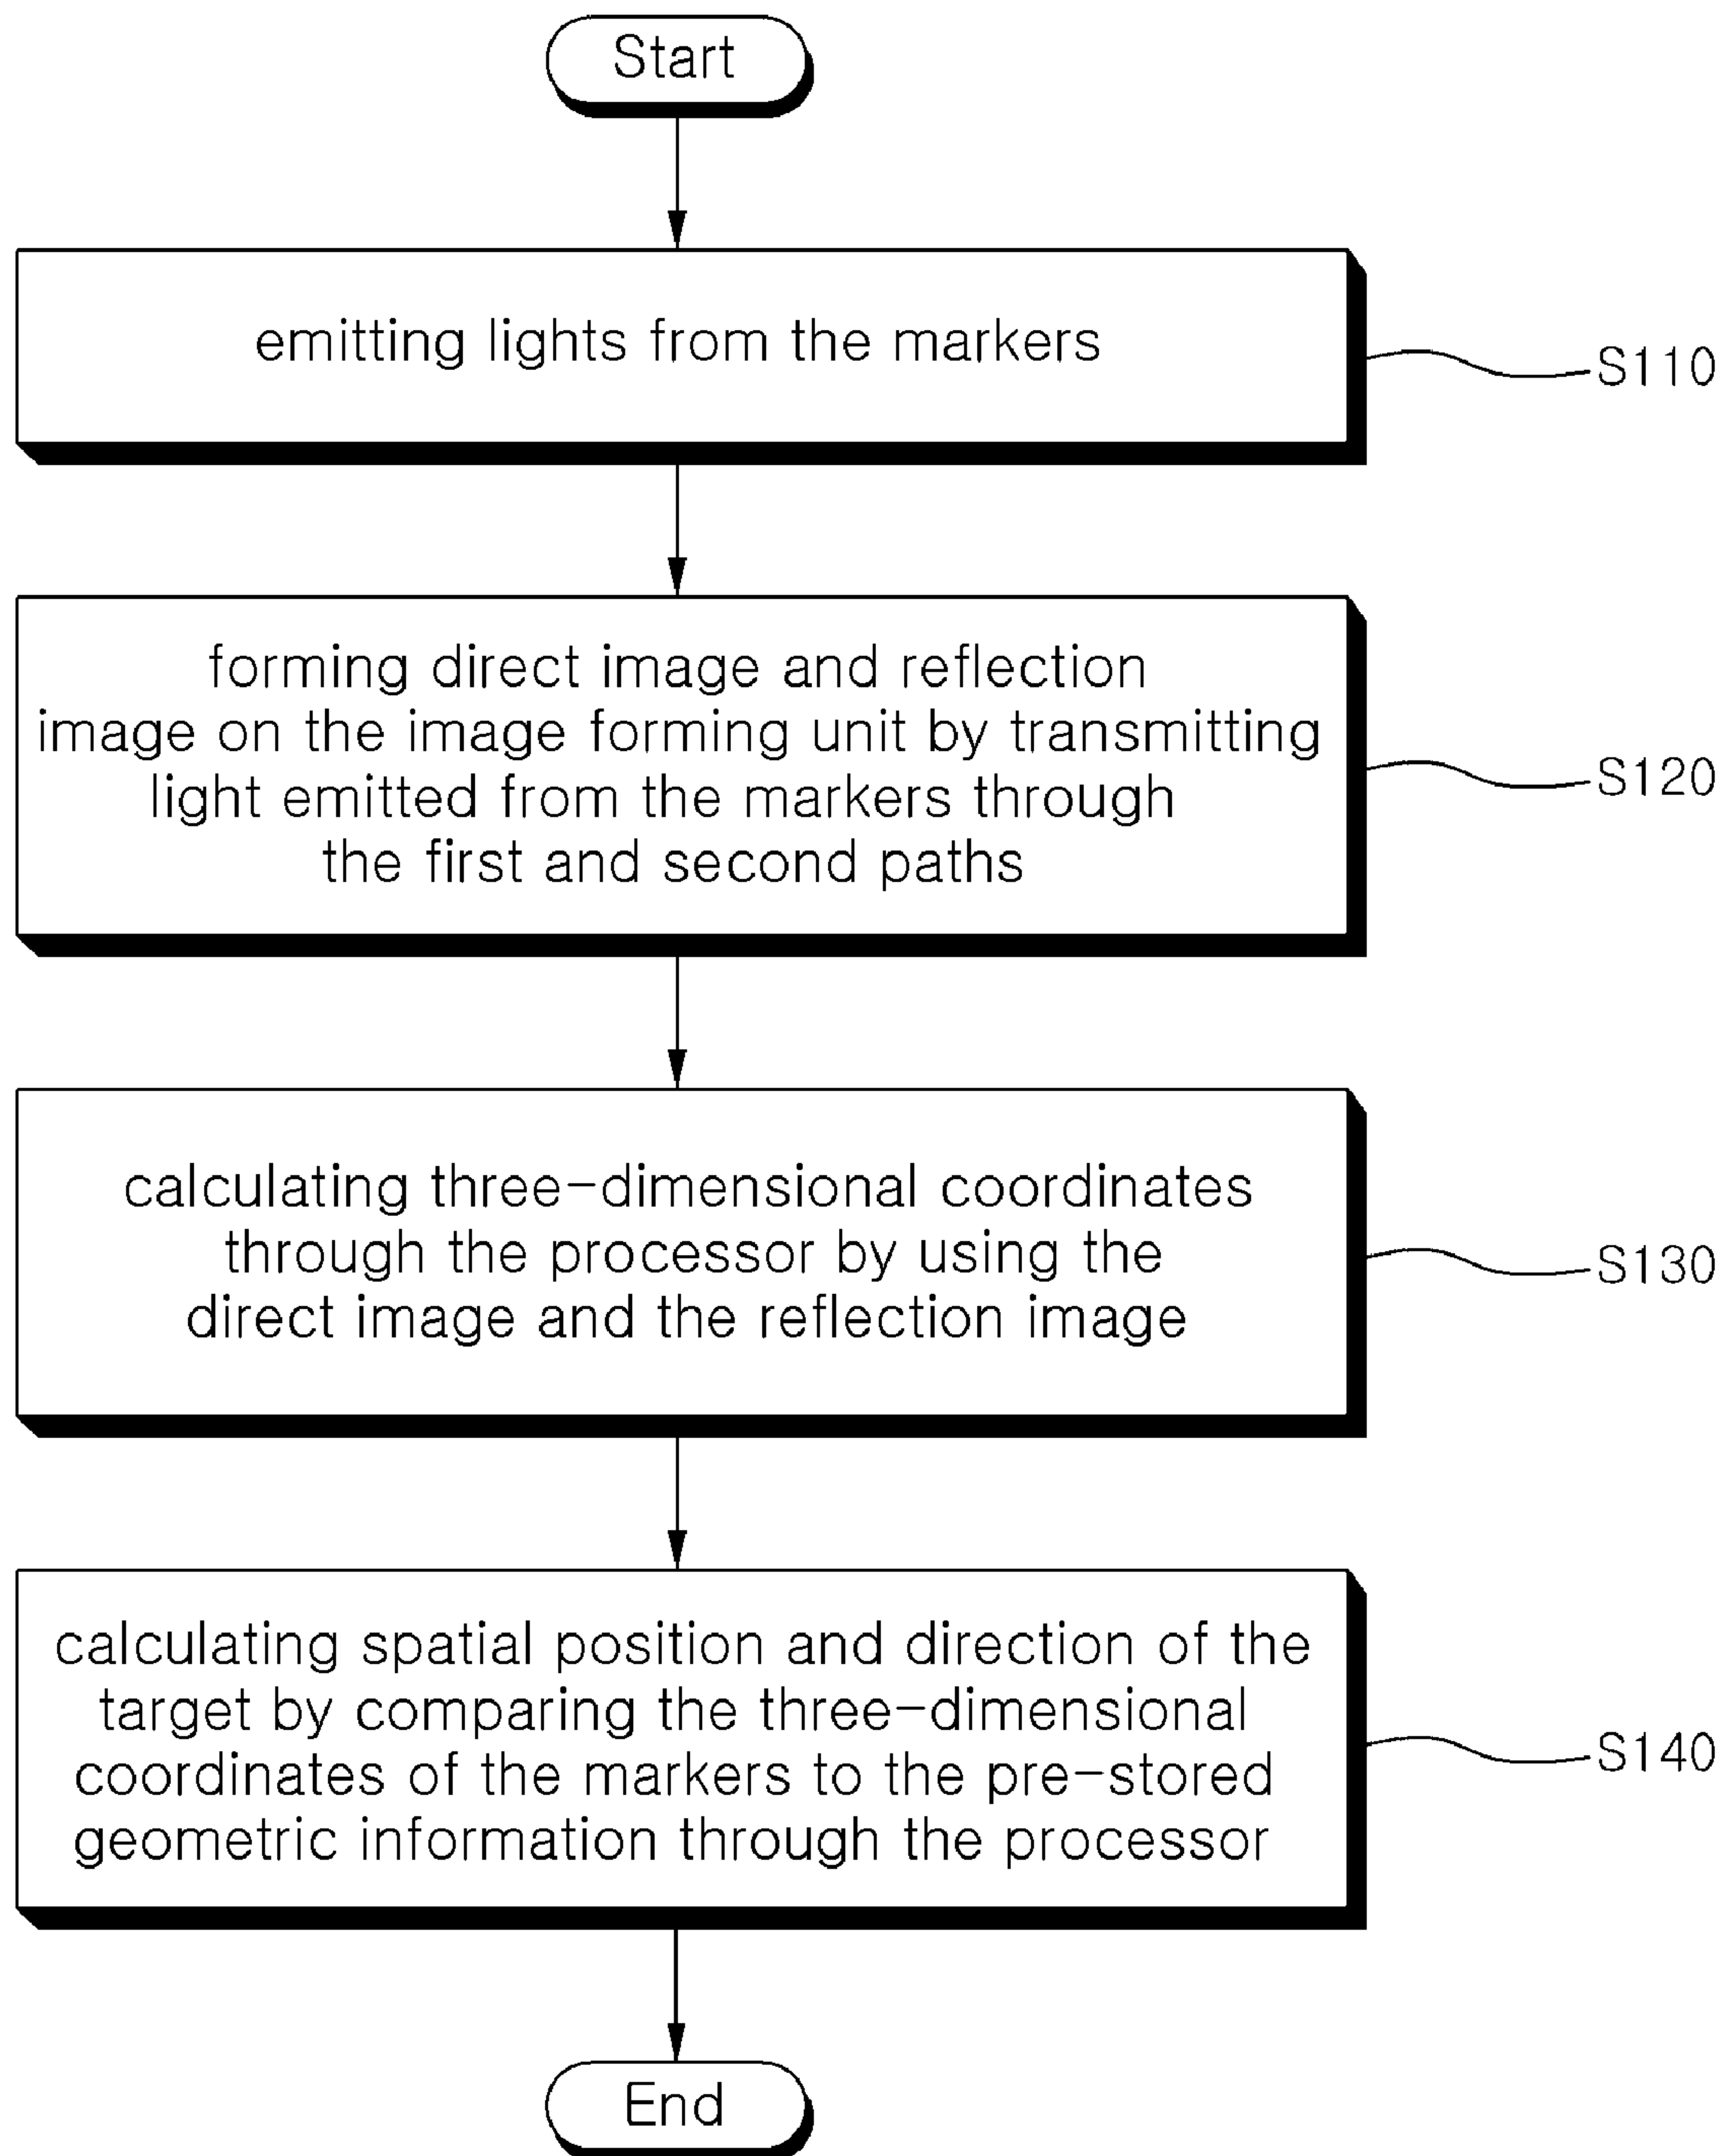 Start
emitting lights from the markers
S110
forming direct image and reflection
image on the image forming unit by transmitting
light emitted from the markers through
the first and second paths
S120
calculating three-dimensional coordinates
through the processor by using the
direct image and the reflection image
S130
calculating spatial position and direction of the
target by comparing the three-dimensional
coordinates of the markers to the pre-stored
geometric information through the processor
S140
End